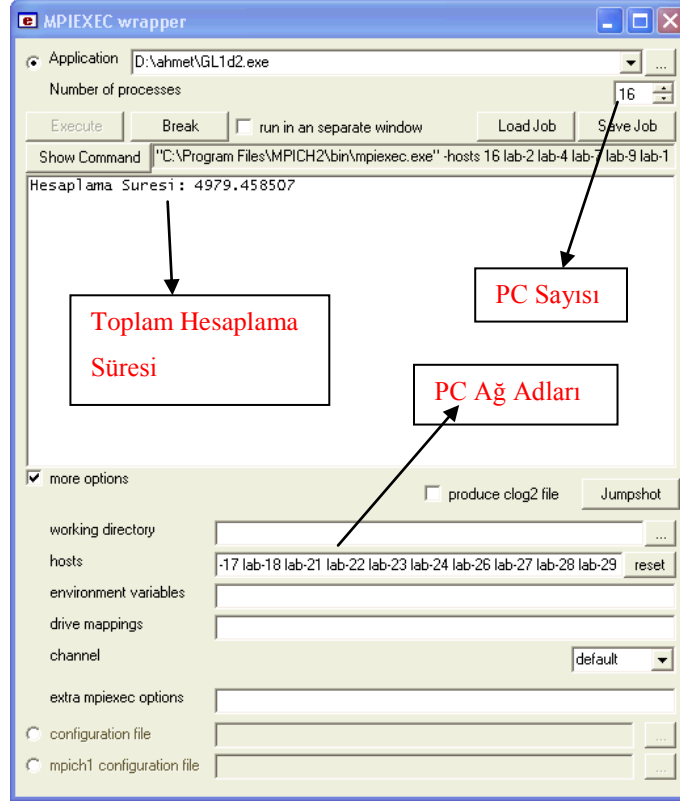 MPIEXEC wrapper
Application D:\ahmet\GL1d2.exe ...
Number of processes 16
Execute Break run in an separate window Load Job Save Job
Show Command "C:\Program Files\MPICH2\bin\mpiexec.exe" -hosts 16 lab-2 lab-4 lab-7 lab-9 lab-1
Hesaplama Suresi: 4979.458507
PC Sayısı
Toplam Hesaplama
Süresi
PC Ağ Adları
more options
produce clog2 file Jumpshot
working directory ...
hosts -17 lab-18 lab-21 lab-22 lab-23 lab-24 lab-26 lab-27 lab-28 lab-29 reset
environment variables
drive mappings
channel default
extra mpiexec options
configuration file ...
mpich1 configuration file ...